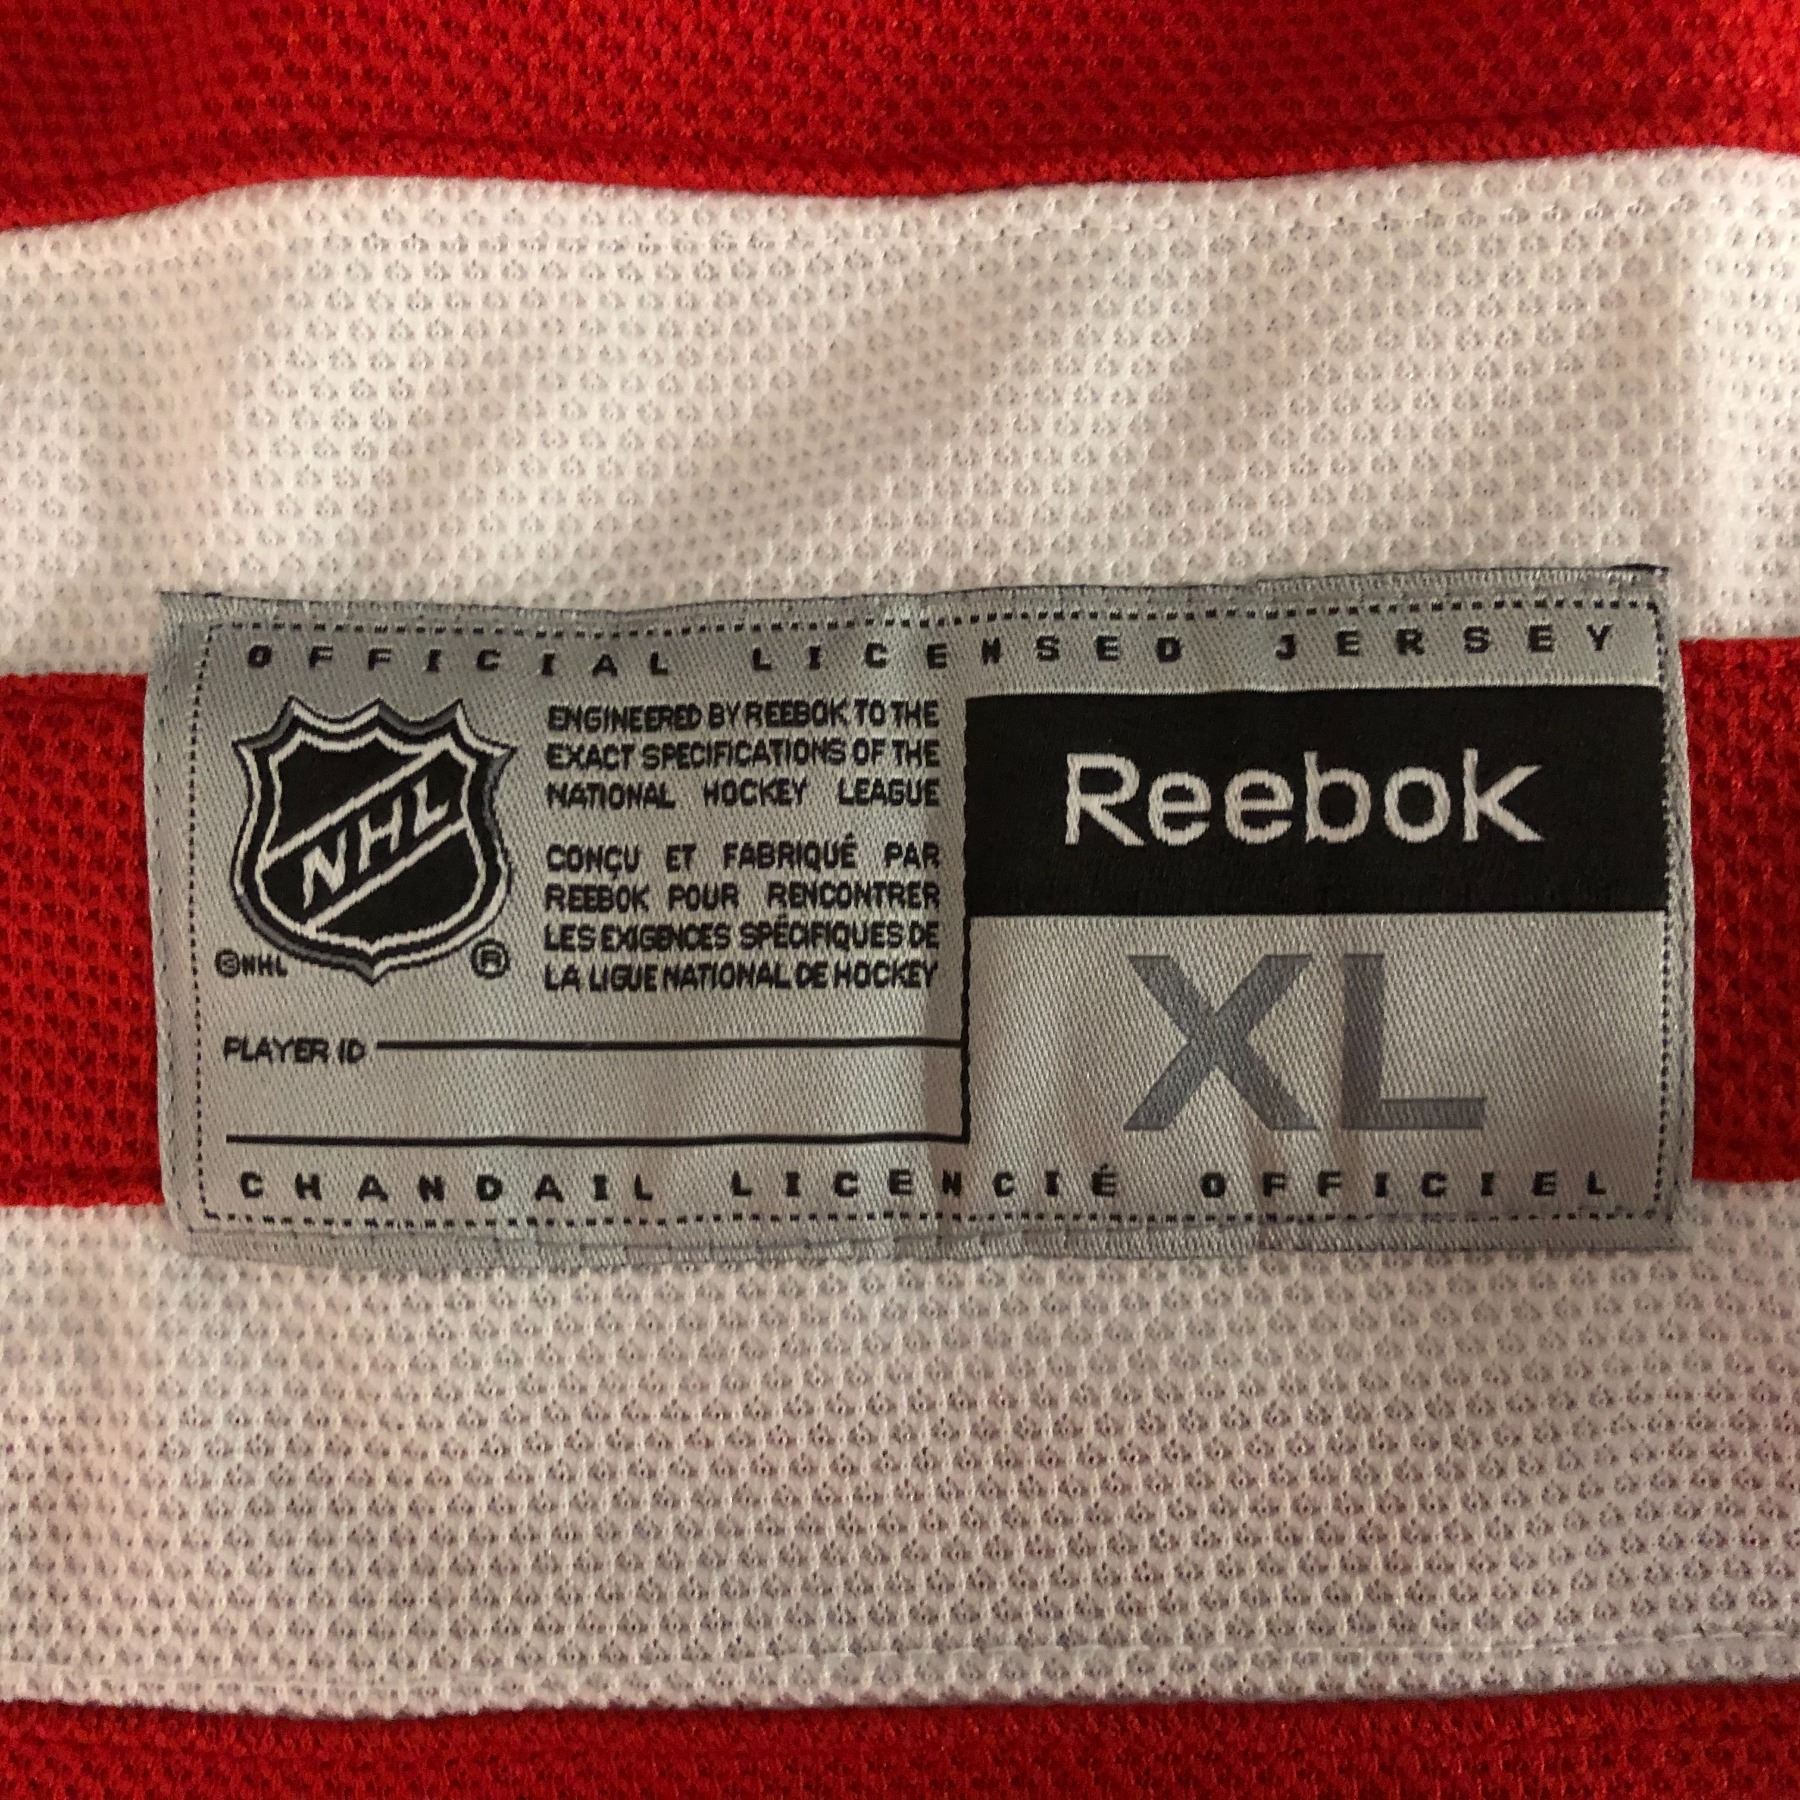 OFFICIAL LICENSED JERSEY
NHL
©NHL ®
ENGINEERED BY REEBOK TO THE
EXACT SPECIFICATIONS OF THE
NATIONAL HOCKEY LEAGUE
CONÇU ET FABRIQUÉ PAR
REEBOK POUR RENCONTRER
LES EXIGENCES SPÉCIFIQUES DE
LA LIGUE NATIONAL DE HOCKEY
Reebok
XL
PLAYER ID
CHANDAIL LICENCIÉ OFFICIEL